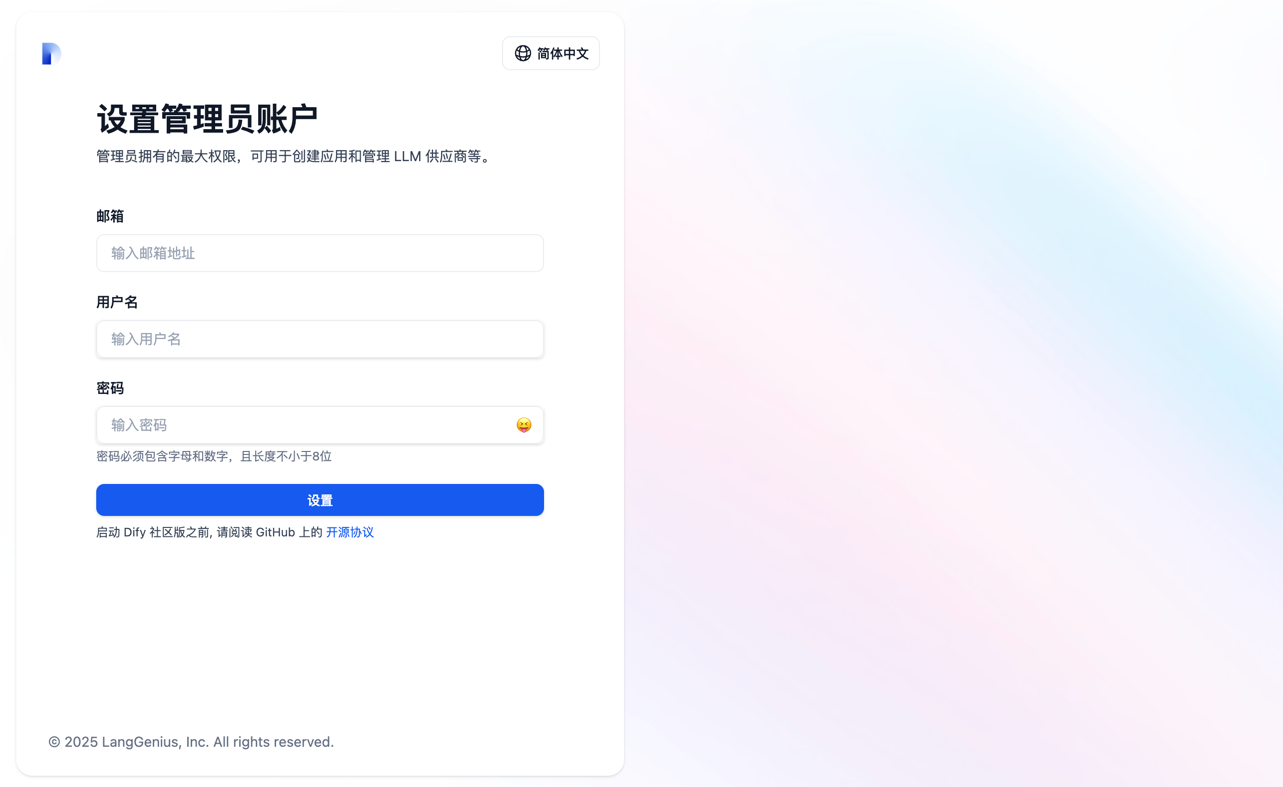 简体中文
设置管理员账户
管理员拥有的最大权限，可用于创建应用和管理 LLM 供应商等。
邮箱
输入邮箱地址
用户名
输入用户名
密码
输入密码
密码必须包含字母和数字，且长度不小于8位
设置
启动 Dify 社区版之前, 请阅读 GitHub 上的 开源协议
© 2025 LangGenius, Inc. All rights reserved.